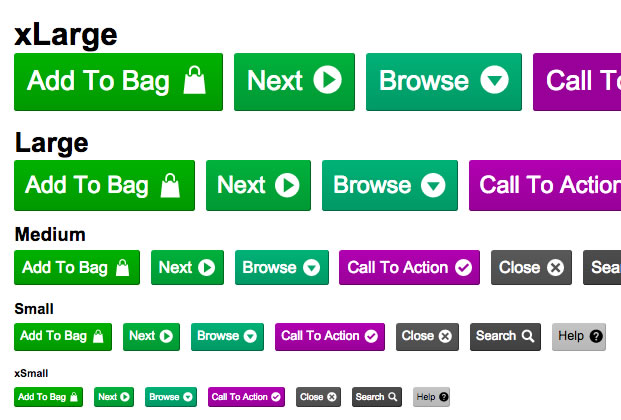 xLarge
Add To Bag Next Browse Call To
Large
Add To Bag Next Browse Call To Action
Medium
Add To Bag Next Browse Call To Action Close Sea
Small
Add To Bag Next Browse Call To Action Close Search Help ?
xSmall
Add To Bag Next Browse Call To Action Close Search Help ?